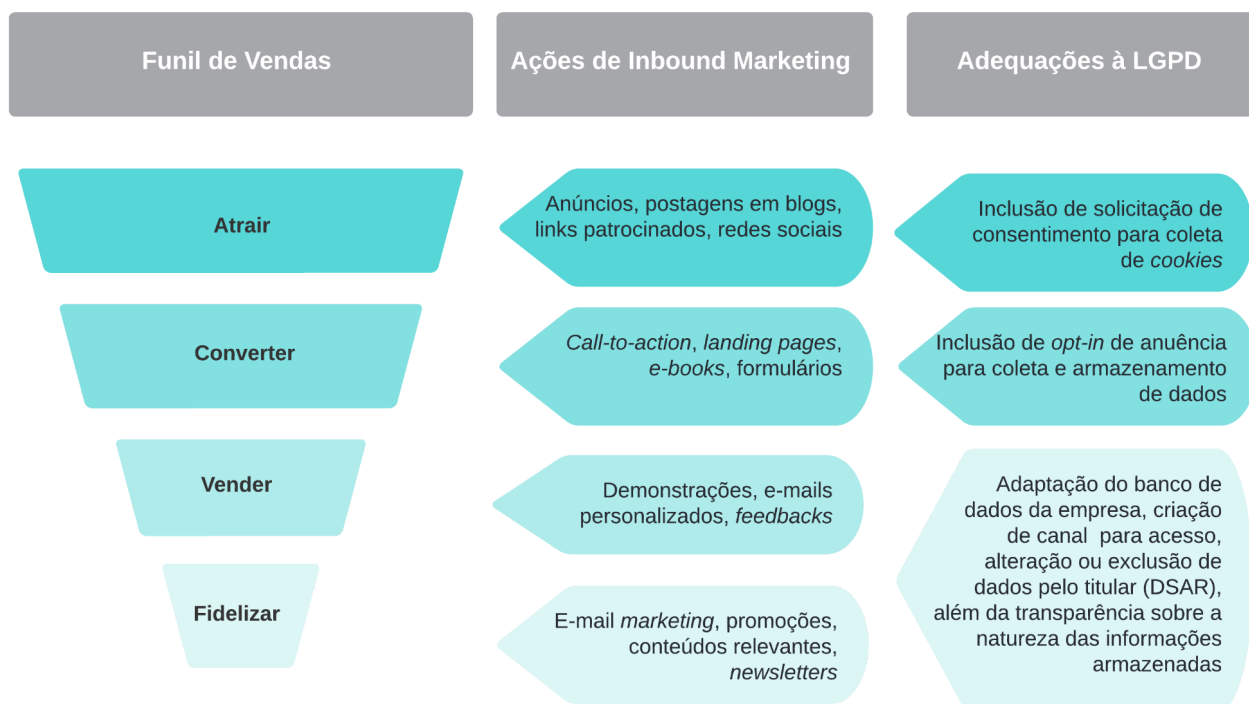 Funil de Vendas
Ações de Inbound Marketing
Adequações à LGPD
Atrair
Anúncios, postagens em blogs,
links patrocinados, redes sociais
Inclusão de solicitação de
consentimento para coleta
de cookies
Converter
Call-to-action, landing pages,
e-books, formulários
Inclusão de opt-in de anuência
para coleta e armazenamento
de dados
Vender
Demonstrações, e-mails
personalizados, feedbacks
Fidelizar
E-mail marketing, promoções,
conteúdos relevantes,
newsletters
Adaptação do banco de
dados da empresa, criação
de canal para acesso,
alteração ou exclusão de
dados pelo titular (DSAR),
além da transparência sobre a
natureza das informações
armazenadas